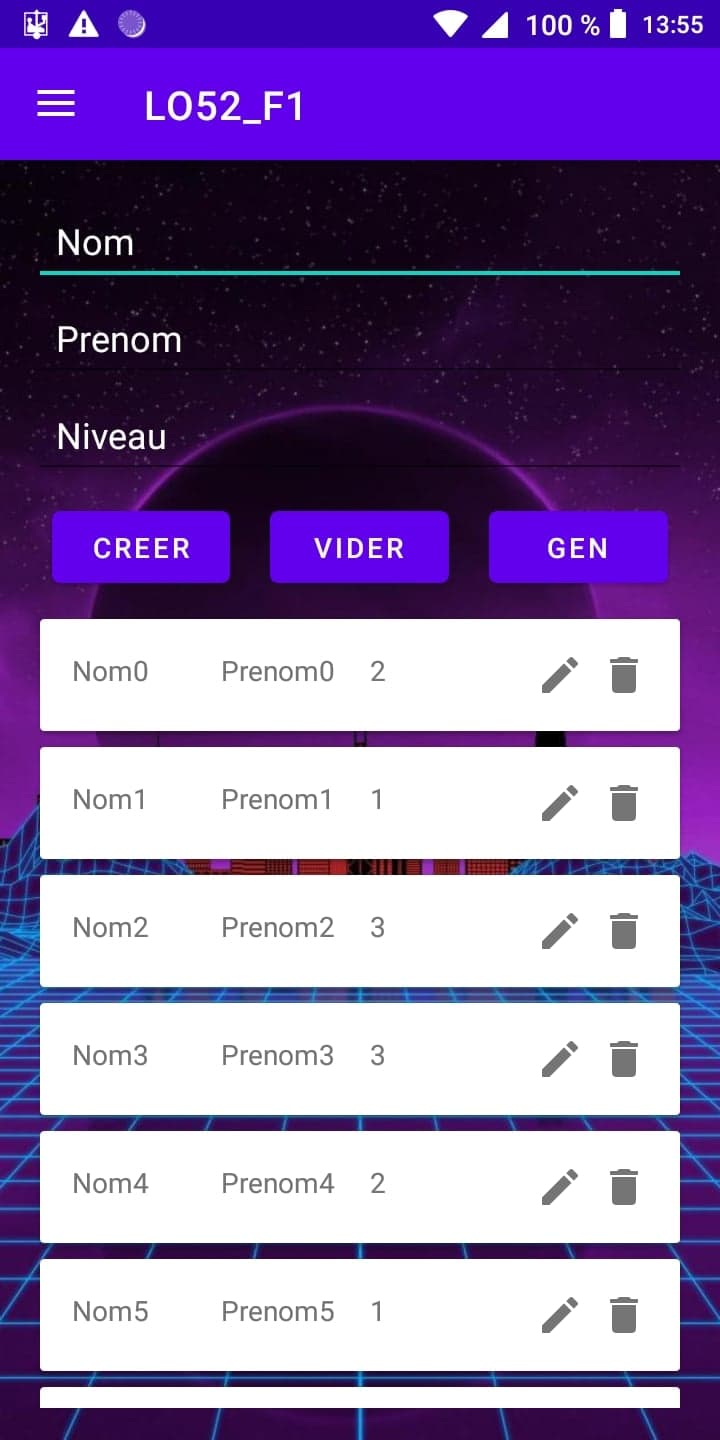 100 % 13:55
LO52_F1
Nom
Prenom
Niveau
CREER VIDER GEN
Nom0 Prenom0 2
Nom1 Prenom1 1
Nom2 Prenom2 3
Nom3 Prenom3 3
Nom4 Prenom4 2
Nom5 Prenom5 1